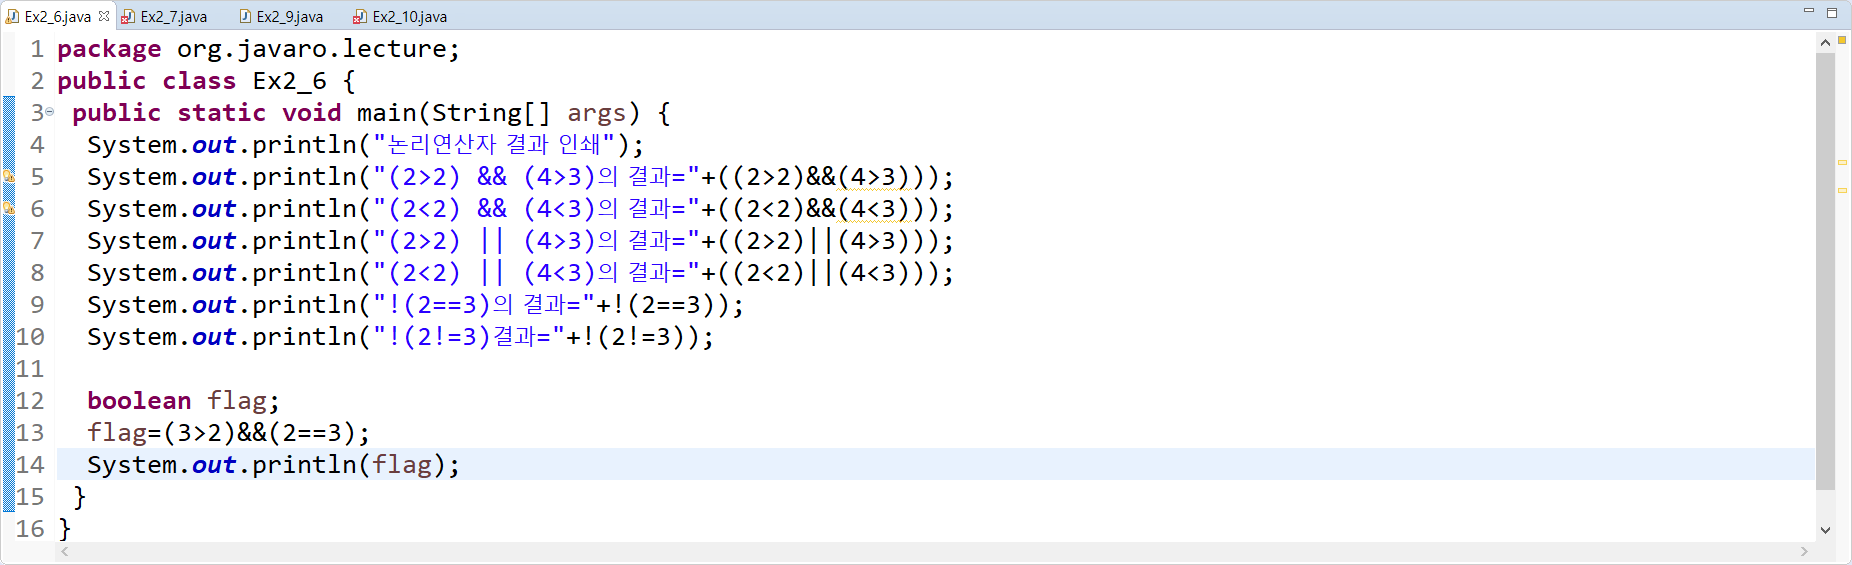 Ex2_6.java Ex2_7.java Ex2_9.java Ex2_10.java
1 package org.javaro.lecture;
2 public class Ex2_6 {
3 public static void main(String[] args) {
4 System.out.println("논리연산자 결과 인쇄");
5 System.out.println("(2>2) && (4>3)의 결과="+((2>2)&&(4>3)));
6 System.out.println("(2<2) && (4<3)의 결과="+((2<2)&&(4<3)));
7 System.out.println("(2>2) || (4>3)의 결과="+((2>2)||(4>3)));
8 System.out.println("(2<2) || (4<3)의 결과="+((2<2)||(4<3)));
9 System.out.println("!(2==3)의 결과="+!(2==3));
10 System.out.println("!(2!=3)결과="+!(2!=3));
11
12 boolean flag;
13 flag=(3>2)&&(2==3);
14 System.out.println(flag);
15 }
16 }